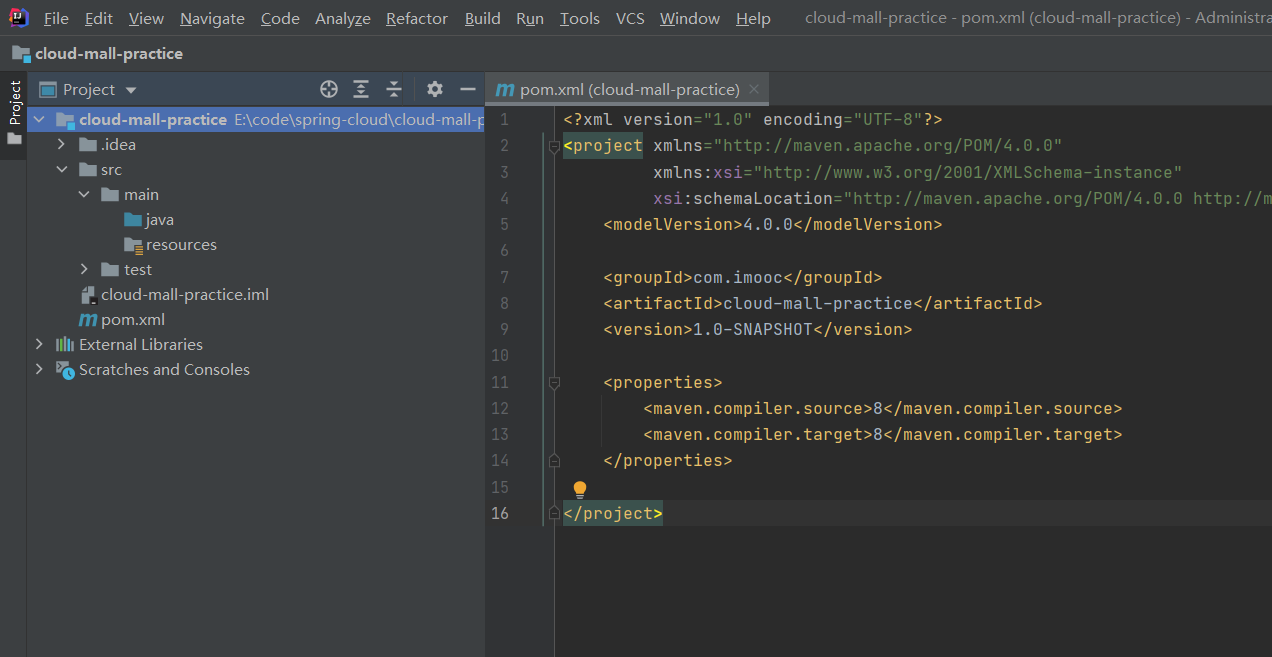 File Edit View Navigate Code Analyze Refactor Build Run Tools VCS Window Help cloud-mall-practice - pom.xml (cloud-mall-practice) - Administra
cloud-mall-practice
Project
Project
pom.xml (cloud-mall-practice)
cloud-mall-practice E:\code\spring-cloud\cloud-mall-p
.idea
src
main
java
resources
test
cloud-mall-practice.iml
pom.xml
External Libraries
Scratches and Consoles
1 <?xml version="1.0" encoding="UTF-8"?>
2 <project xmlns="http://maven.apache.org/POM/4.0.0"
3 xmlns:xsi="http://www.w3.org/2001/XMLSchema-instance"
4 xsi:schemaLocation="http://maven.apache.org/POM/4.0.0 http://m
5 <modelVersion>4.0.0</modelVersion>
6
7 <groupId>com.imooc</groupId>
8 <artifactId>cloud-mall-practice</artifactId>
9 <version>1.0-SNAPSHOT</version>
10
11 <properties>
12 <maven.compiler.source>8</maven.compiler.source>
13 <maven.compiler.target>8</maven.compiler.target>
14 </properties>
15
16 </project>